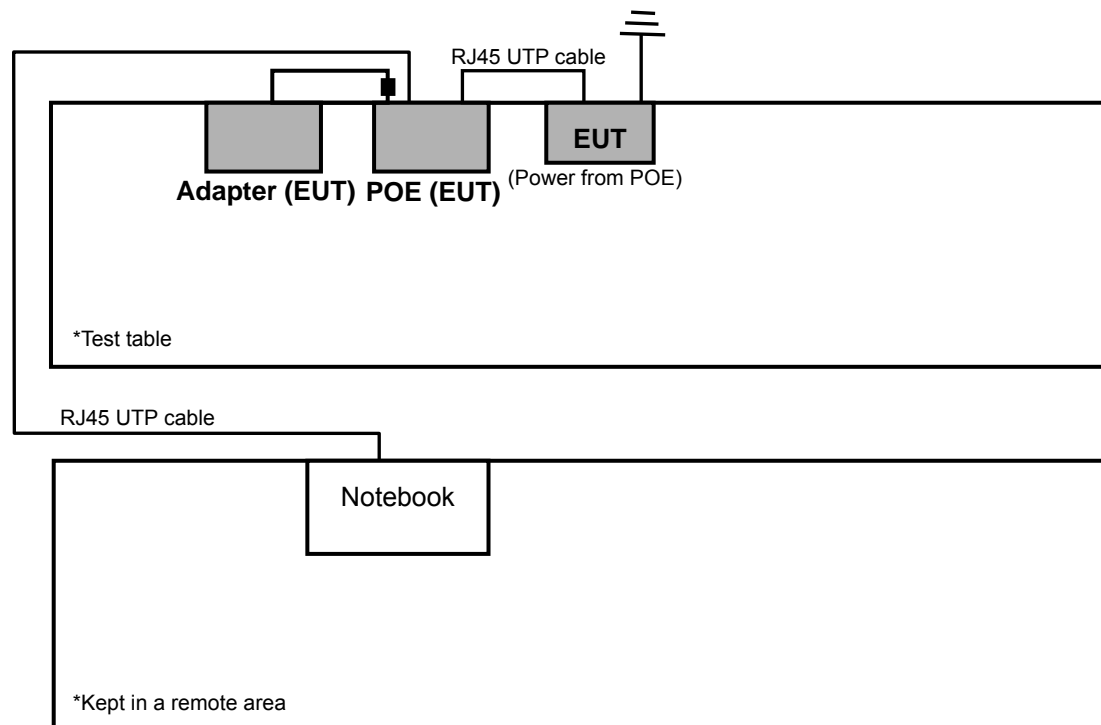 RJ45 UTP cable
EUT
(Power from POE)
Adapter (EUT)
POE (EUT)
*Test table
RJ45 UTP cable
Notebook
*Kept in a remote area